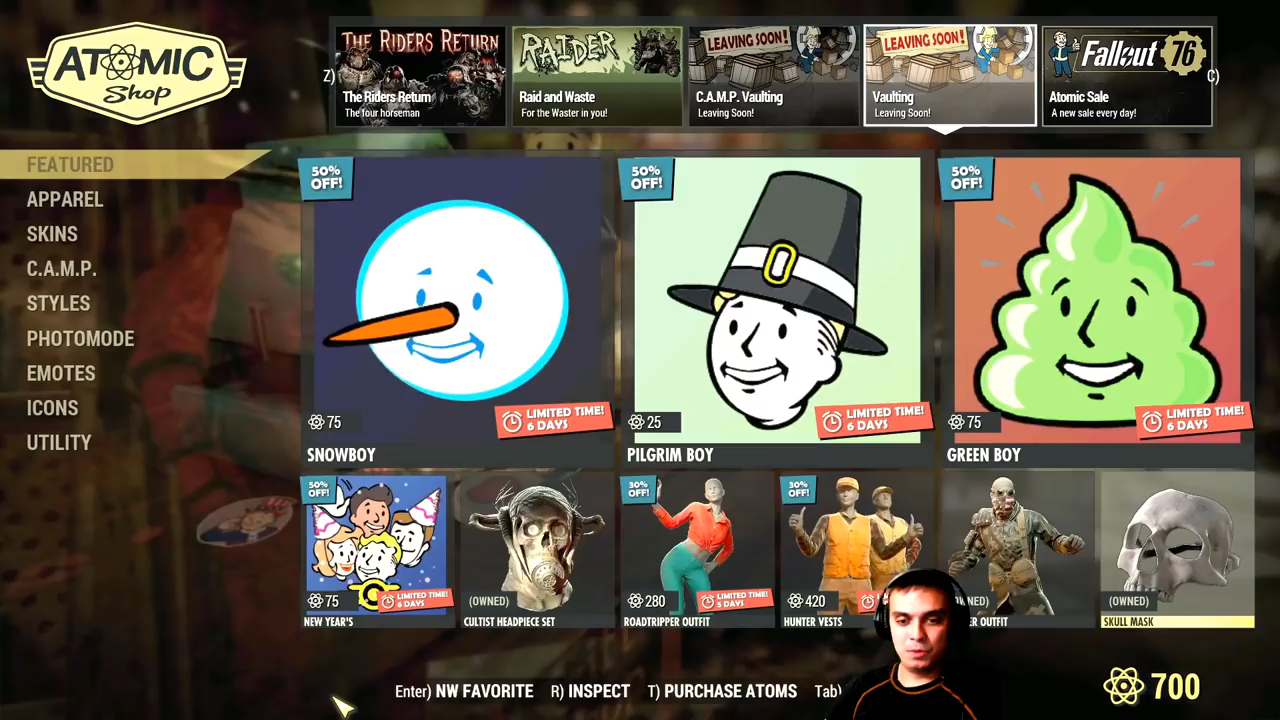 ATOMIC
Shop
Z)
THE RIDERS RETURN
The Riders Return
The four horseman
RAIDER
Raid and Waste
For the Waster in you!
LEAVING SOON!
C.A.M.P. Vaulting
Leaving Soon!
LEAVING SOON!
Vaulting
Leaving Soon!
Fallout 76
Atomic Sale
A new sale every day!
C)
FEATURED
APPAREL
SKINS
C.A.M.P.
STYLES
PHOTOMODE
EMOTES
ICONS
UTILITY
50%
OFF!
75
LIMITED TIME!
6 DAYS
SNOWBOY
50%
OFF!
25
LIMITED TIME!
6 DAYS
PILGRIM BOY
50%
OFF!
75
LIMITED TIME!
6 DAYS
GREEN BOY
50%
OFF!
75
LIMITED TIME!
6 DAYS
NEW YEAR'S
(OWNED)
CULTIST HEADPIECE SET
30%
OFF!
280
LIMITED TIME!
5 DAYS
ROADTRIPPER OUTFIT
30%
OFF!
420
HUNTER VESTS
OUTFIT
(OWNED)
SKULL MASK
Enter) NW FAVORITE
R) INSPECT
T) PURCHASE ATOMS
Tab)
700